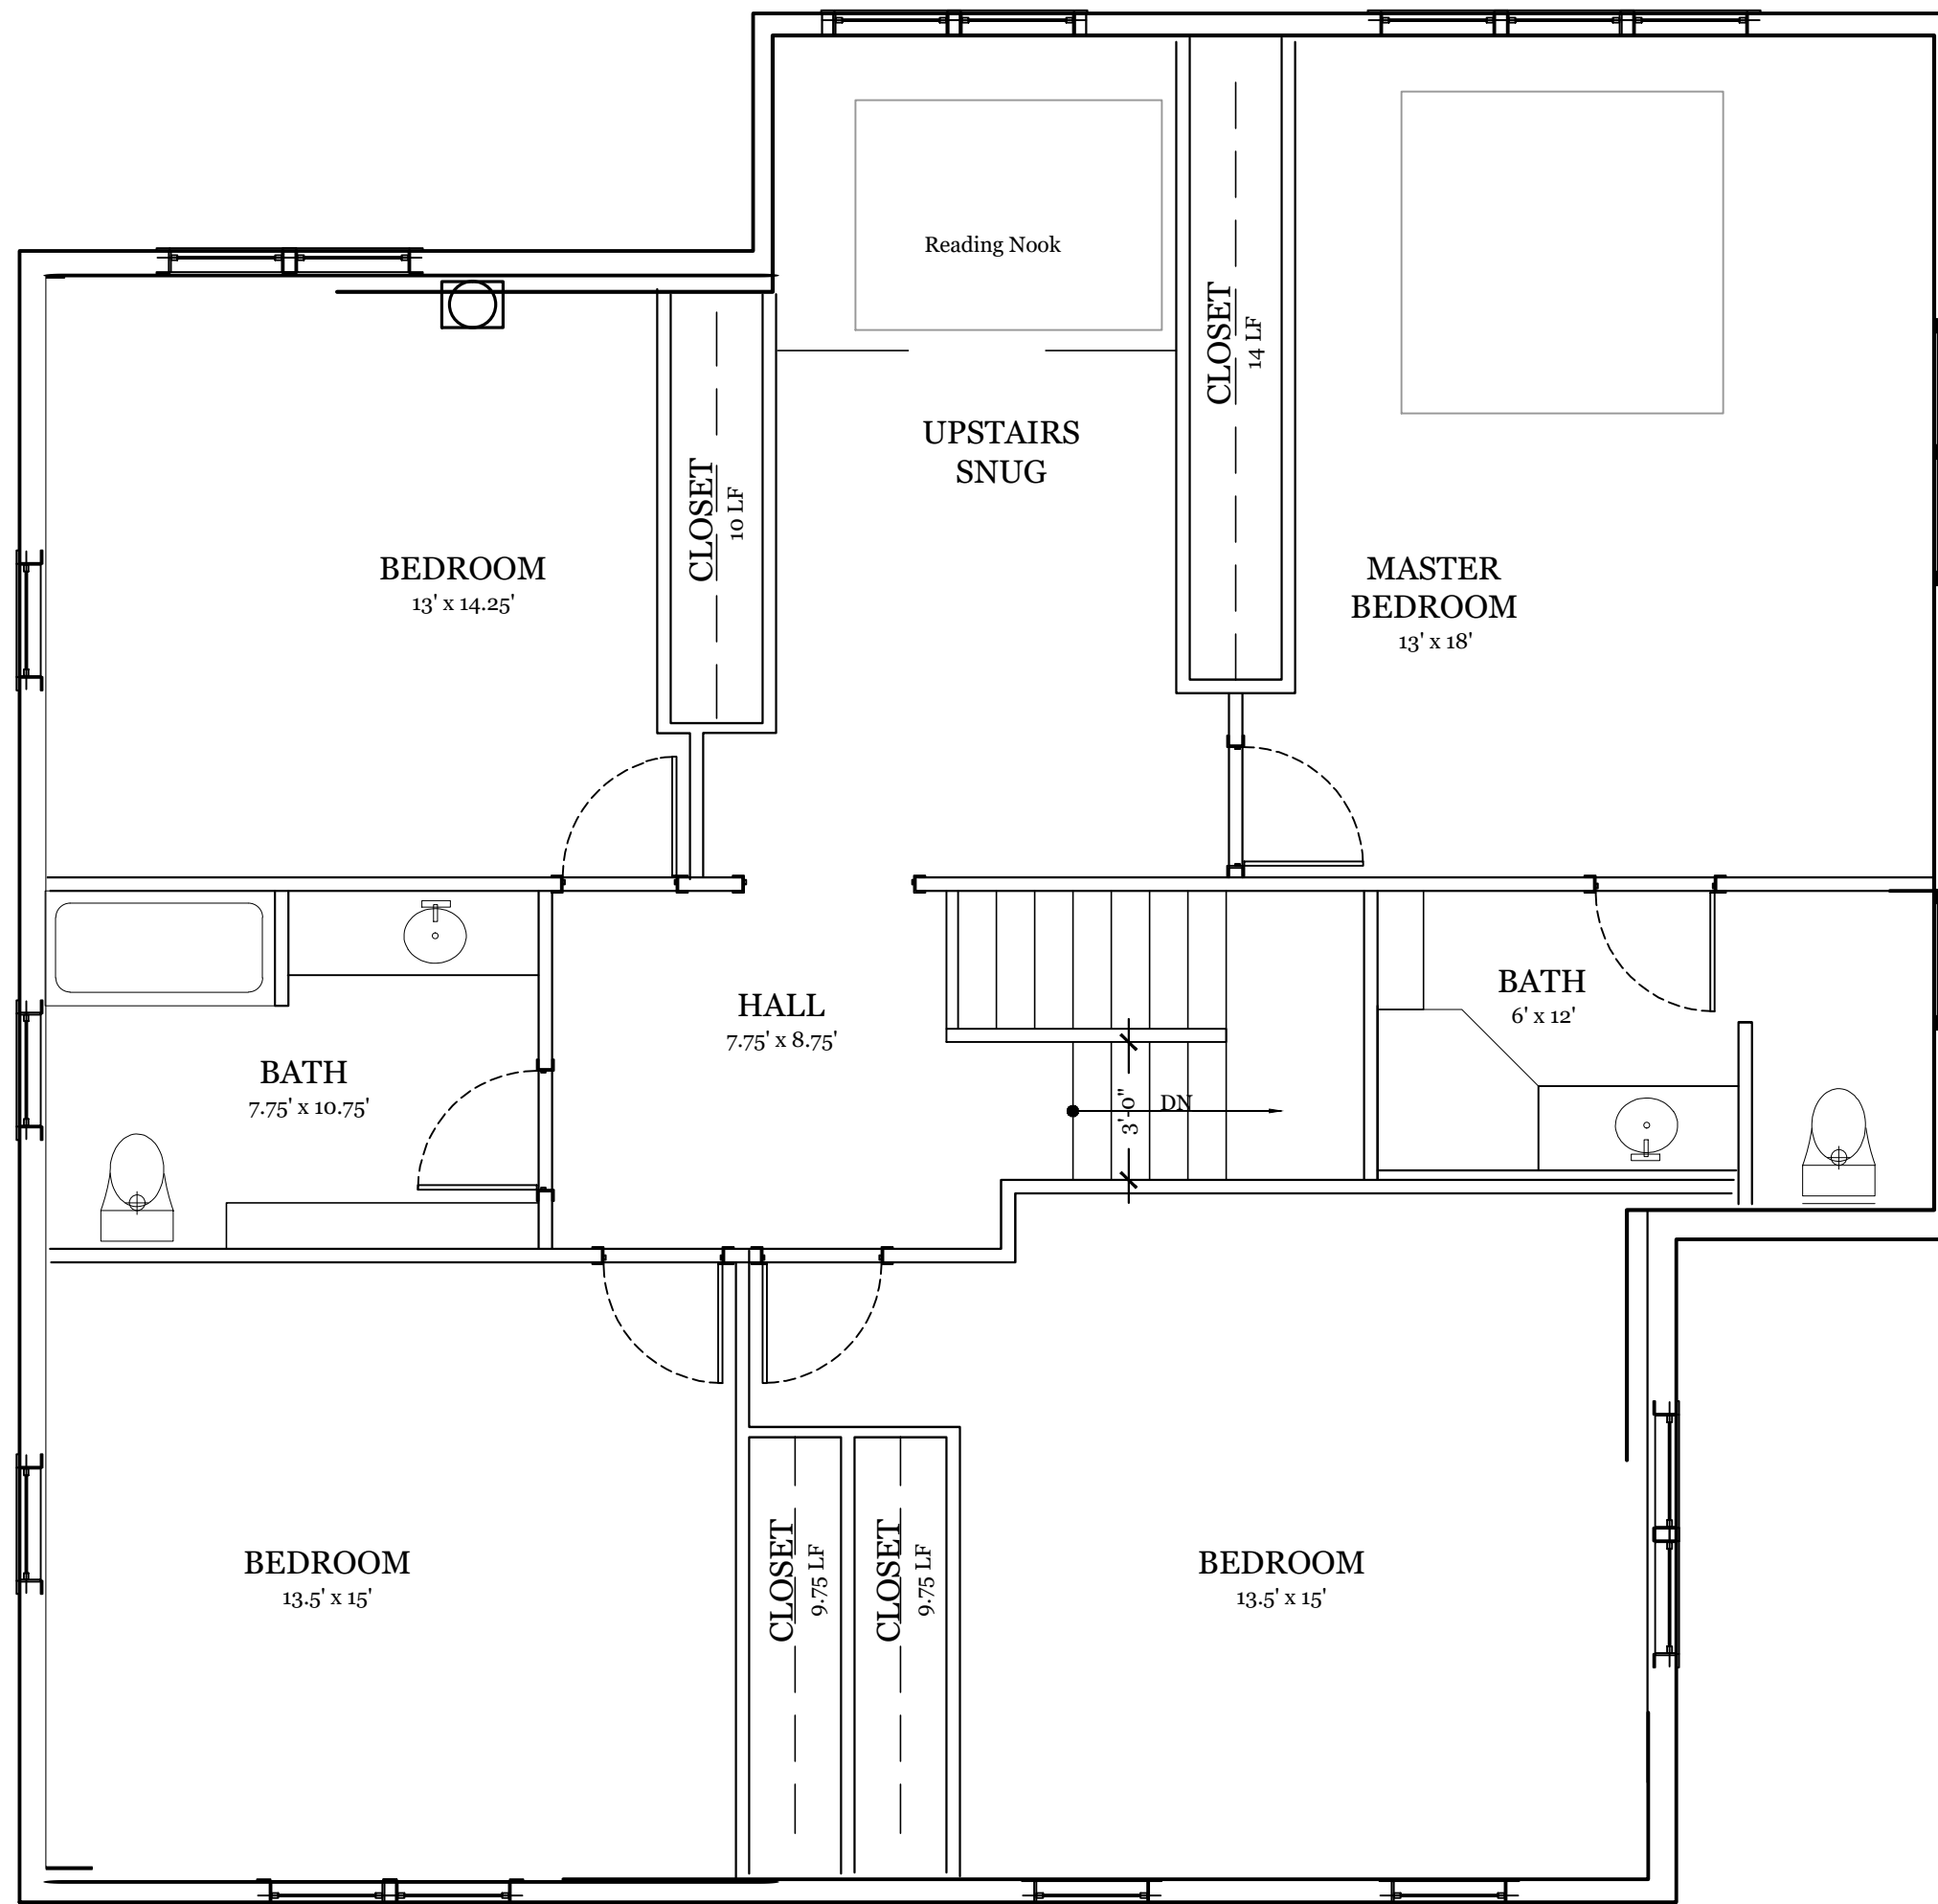 Reading Nook
CLOSET
14 LF
UPSTAIRS
SNUG
CLOSET
10 LF
BEDROOM
13' x 14.25'
MASTER
BEDROOM
13' x 18'
BATH
6' x 12'
HALL
7.75' x 8.75'
BATH
7.75' x 10.75'
3'-0"
DN
BEDROOM
13.5' x 15'
CLOSET
9.75 LF
CLOSET
9.75 LF
BEDROOM
13.5' x 15'